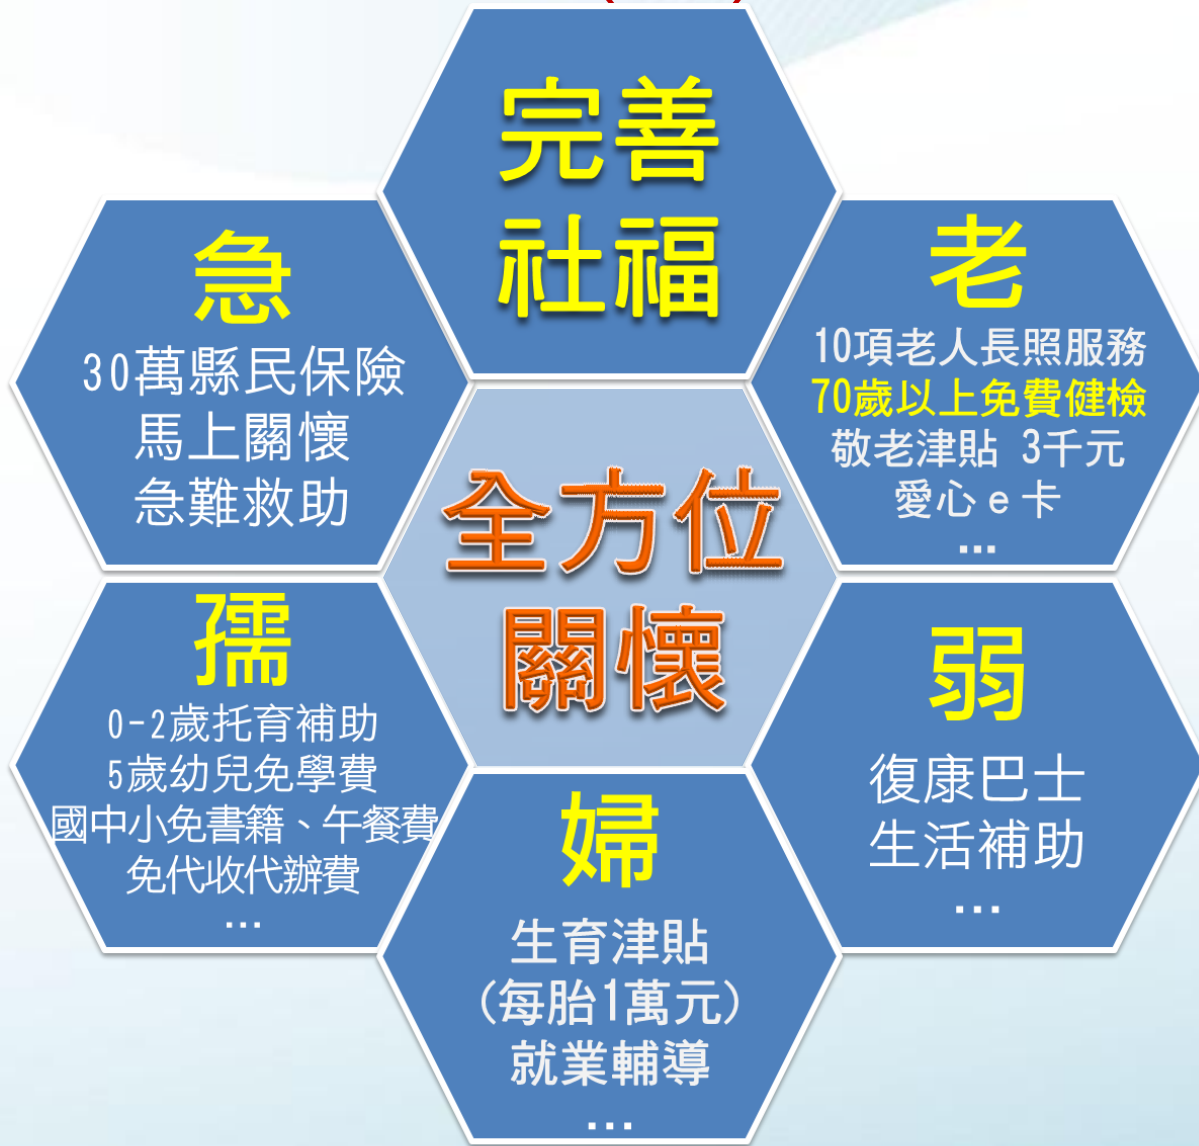 完善
社福
急
30萬縣民保險
馬上關懷
急難救助
老
10項老人長照服務
70歲以上免費健檢
敬老津貼 3千元
愛心e卡
...
全方位
關懷
孺
0-2歲托育補助
5歲幼兒免學費
國中小免書籍、午餐費
免代收代辦費
...
弱
復康巴士
生活補助
...
婦
生育津貼
(每胎1萬元)
就業輔導
...